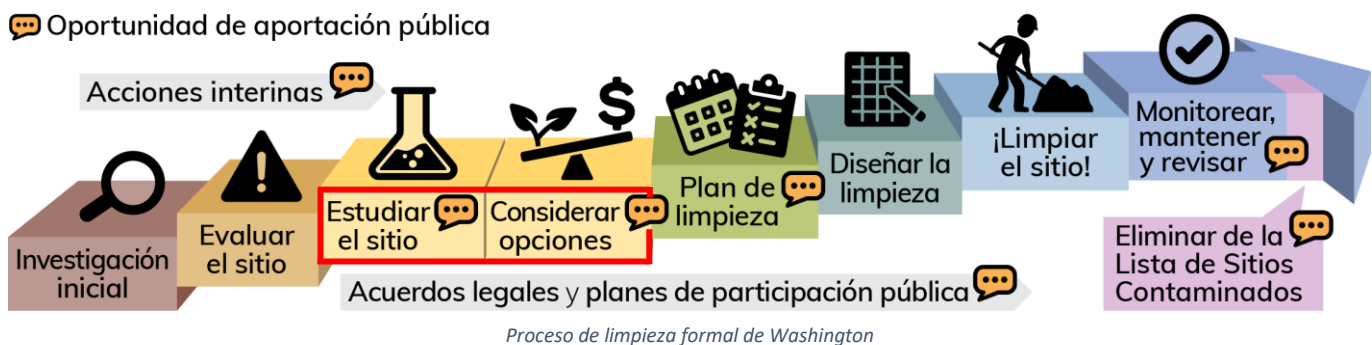 Oportunidad de aportación pública
Acciones interinas
Investigación
inicial
Evaluar
el sitio
Estudiar
el sitio
Considerar
opciones
Plan de
limpieza
Diseñar la
limpieza
¡Limpiar
el sitio!
Monitorear,
mantener
y revisar
Eliminar de la
Lista de Sitios
Contaminados
Acuerdos legales y planes de participación pública
Proceso de limpieza formal de Washington